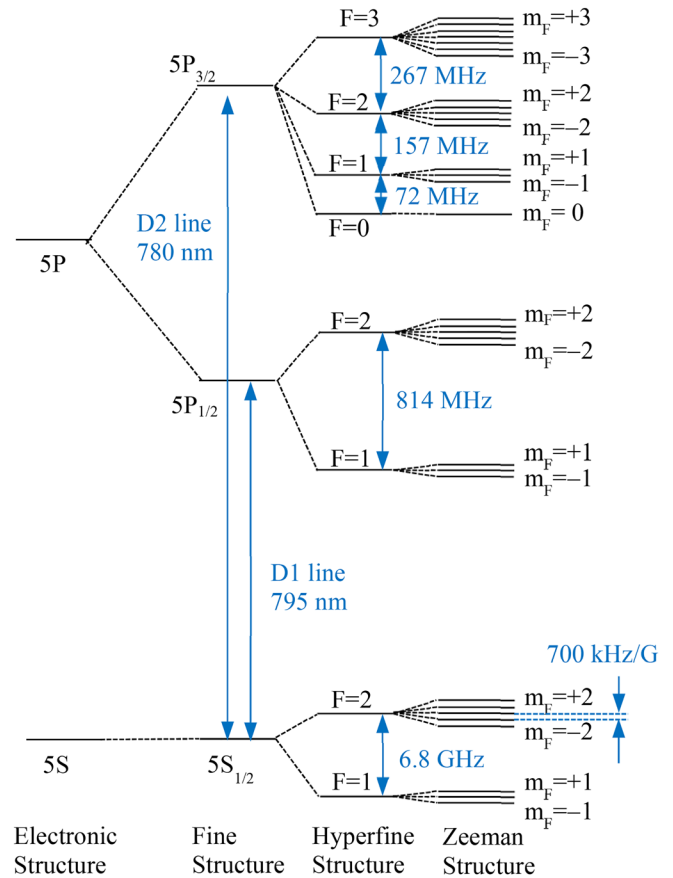 F=3
m_F=+3
5P_3/2
267 MHz
m_F=−3
F=2
m_F=+2
157 MHz
m_F=−2
F=1
m_F=+1
D2 line
780 nm
72 MHz
m_F=−1
F=0
m_F= 0
5P
F=2
m_F=+2
m_F=−2
5P_1/2
814 MHz
F=1
m_F=+1
m_F=−1
D1 line
795 nm
700 kHz/G
F=2
m_F=+2
m_F=−2
5S
5S_1/2
6.8 GHz
F=1
m_F=+1
m_F=−1
Electronic
Structure
Fine
Structure
Hyperfine
Structure
Zeeman
Structure